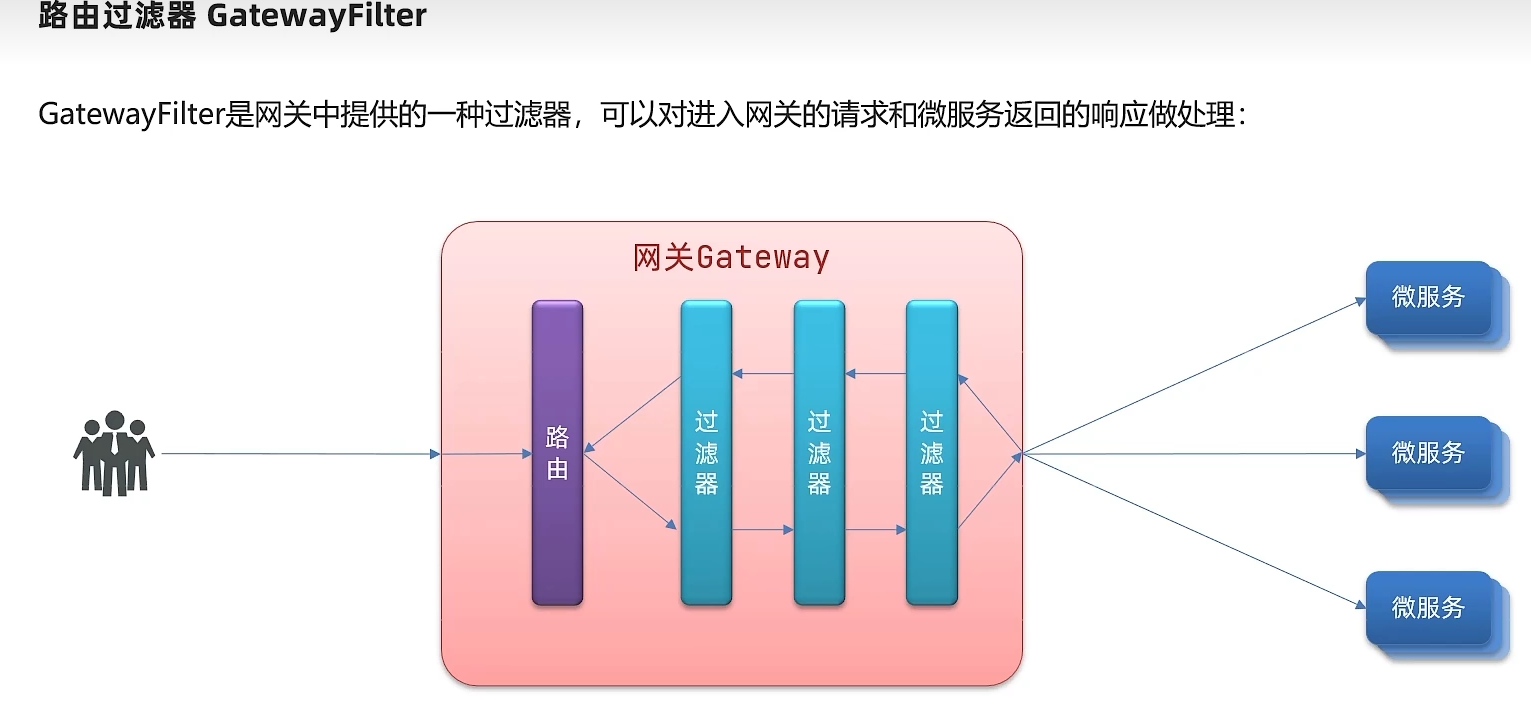 路由过滤器 GatewayFilter
GatewayFilter是网关中提供的一种过滤器，可以对进入网关的请求和微服务返回的响应做处理：
网关Gateway
路由
过滤器
过滤器
过滤器
微服务
微服务
微服务